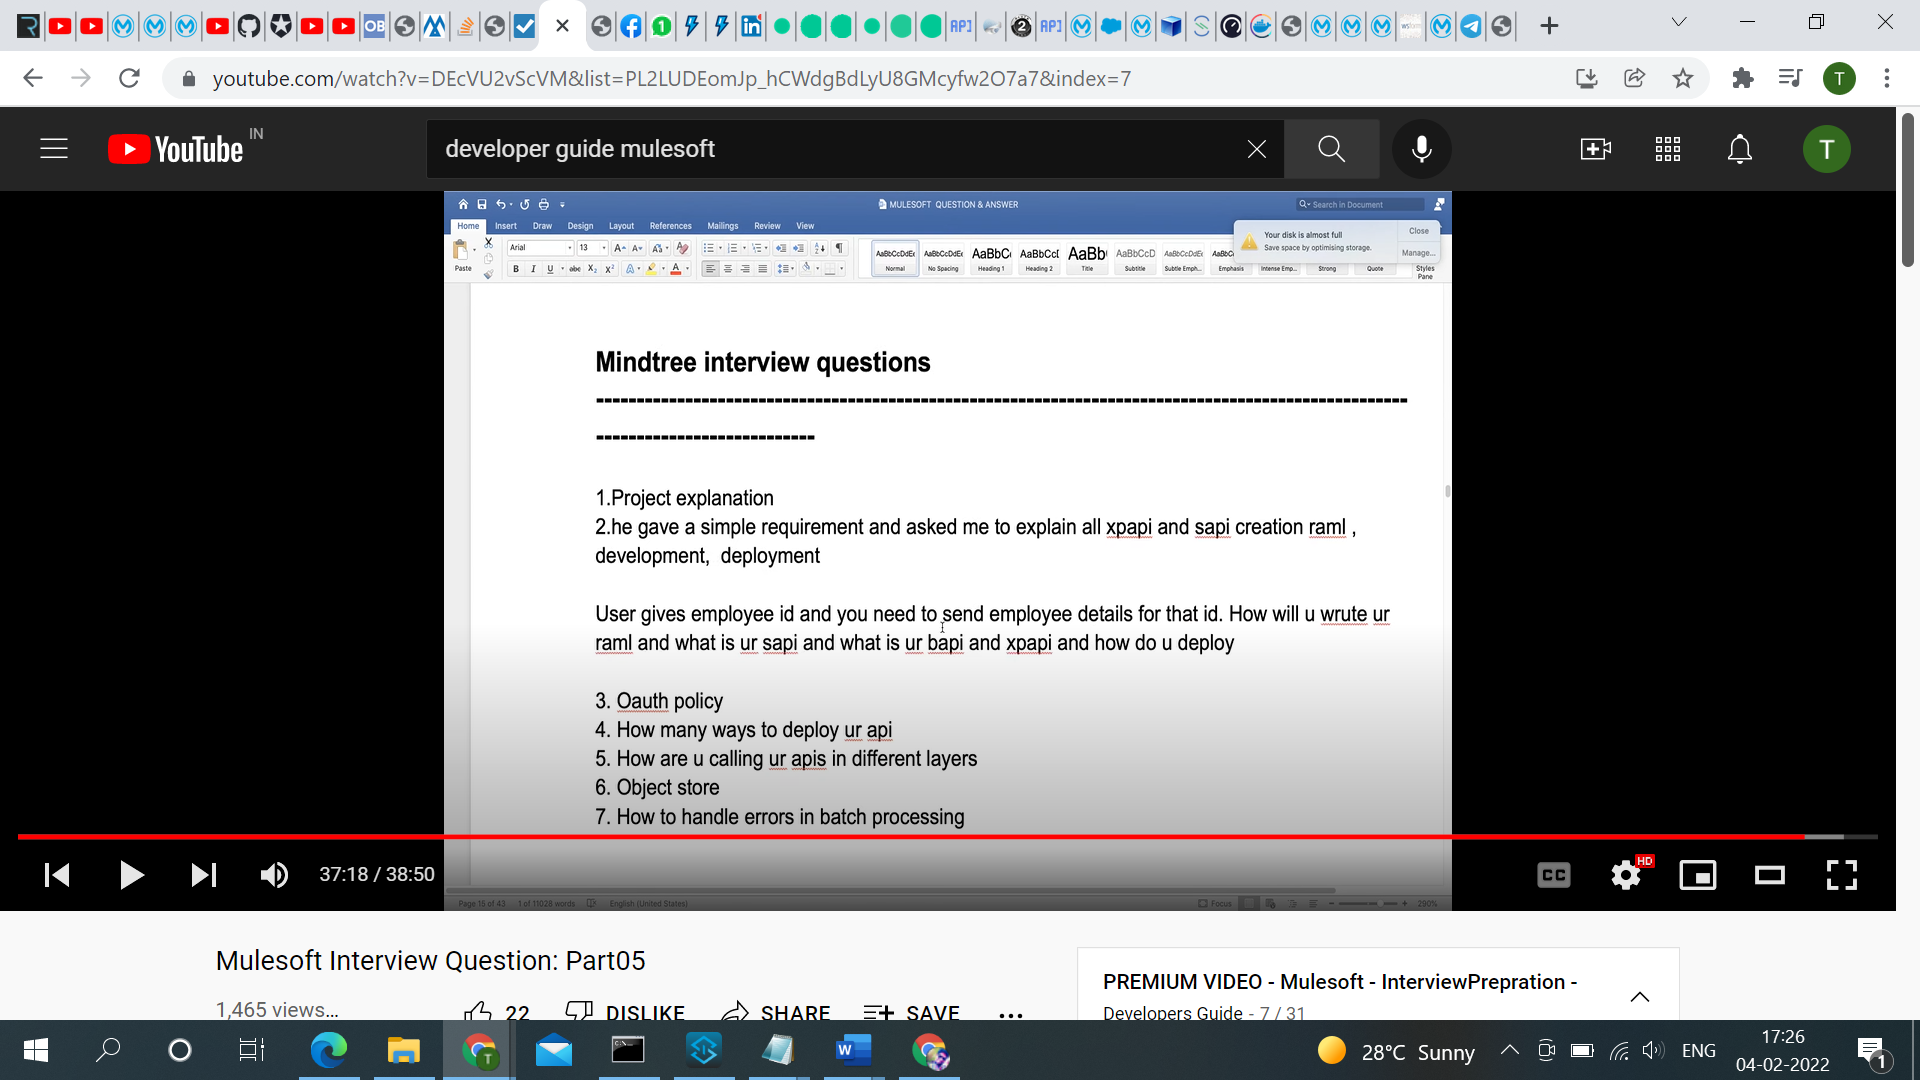 youtube.com/watch?v=DEcVU2vScVM&list=PL2LUDEomJp_hCWdgBdLyU8GMcyfw2O7a7&index=7
T
YouTube IN
developer guide mulesoft
T
MULESOFT QUESTION & ANSWER
Search in Document
Home Insert Draw Design Layout References Mailings Review View
Your disk is almost full
Save space by optimising storage.
Close
Manage...
Paste
Arial 13
AaBbCcDdEe AaBbCcDdEe AaBbC AaBbCcI AaBb AaBbCcD AaBbCcDdEe AaBbCc
Normal No Spacing Heading 1 Heading 2 Title Subtitle Subtle Emph... Emphasis Intense Emp... Strong Quote
Styles Pane
Mindtree interview questions
----------------------------------------------------------------------------------------------------
---------------------------
1.Project explanation
2.he gave a simple requirement and asked me to explain all xpapi and sapi creation raml ,
development, deployment
User gives employee id and you need to send employee details for that id. How will u wrute ur
raml and what is ur sapi and what is ur bapi and xpapi and how do u deploy
3. Oauth policy
4. How many ways to deploy ur api
5. How are u calling ur apis in different layers
6. Object store
7. How to handle errors in batch processing
37:18 / 38:50
CC
HD
Page 15 of 43 1 of 11028 words English (United States)
Focus 290%
Mulesoft Interview Question: Part05
1,465 views...
22 DISLIKE SHARE SAVE ...
PREMIUM VIDEO - Mulesoft - InterviewPrepration -
Developers Guide - 7 / 31
28°C Sunny
ENG
17:26
04-02-2022
1